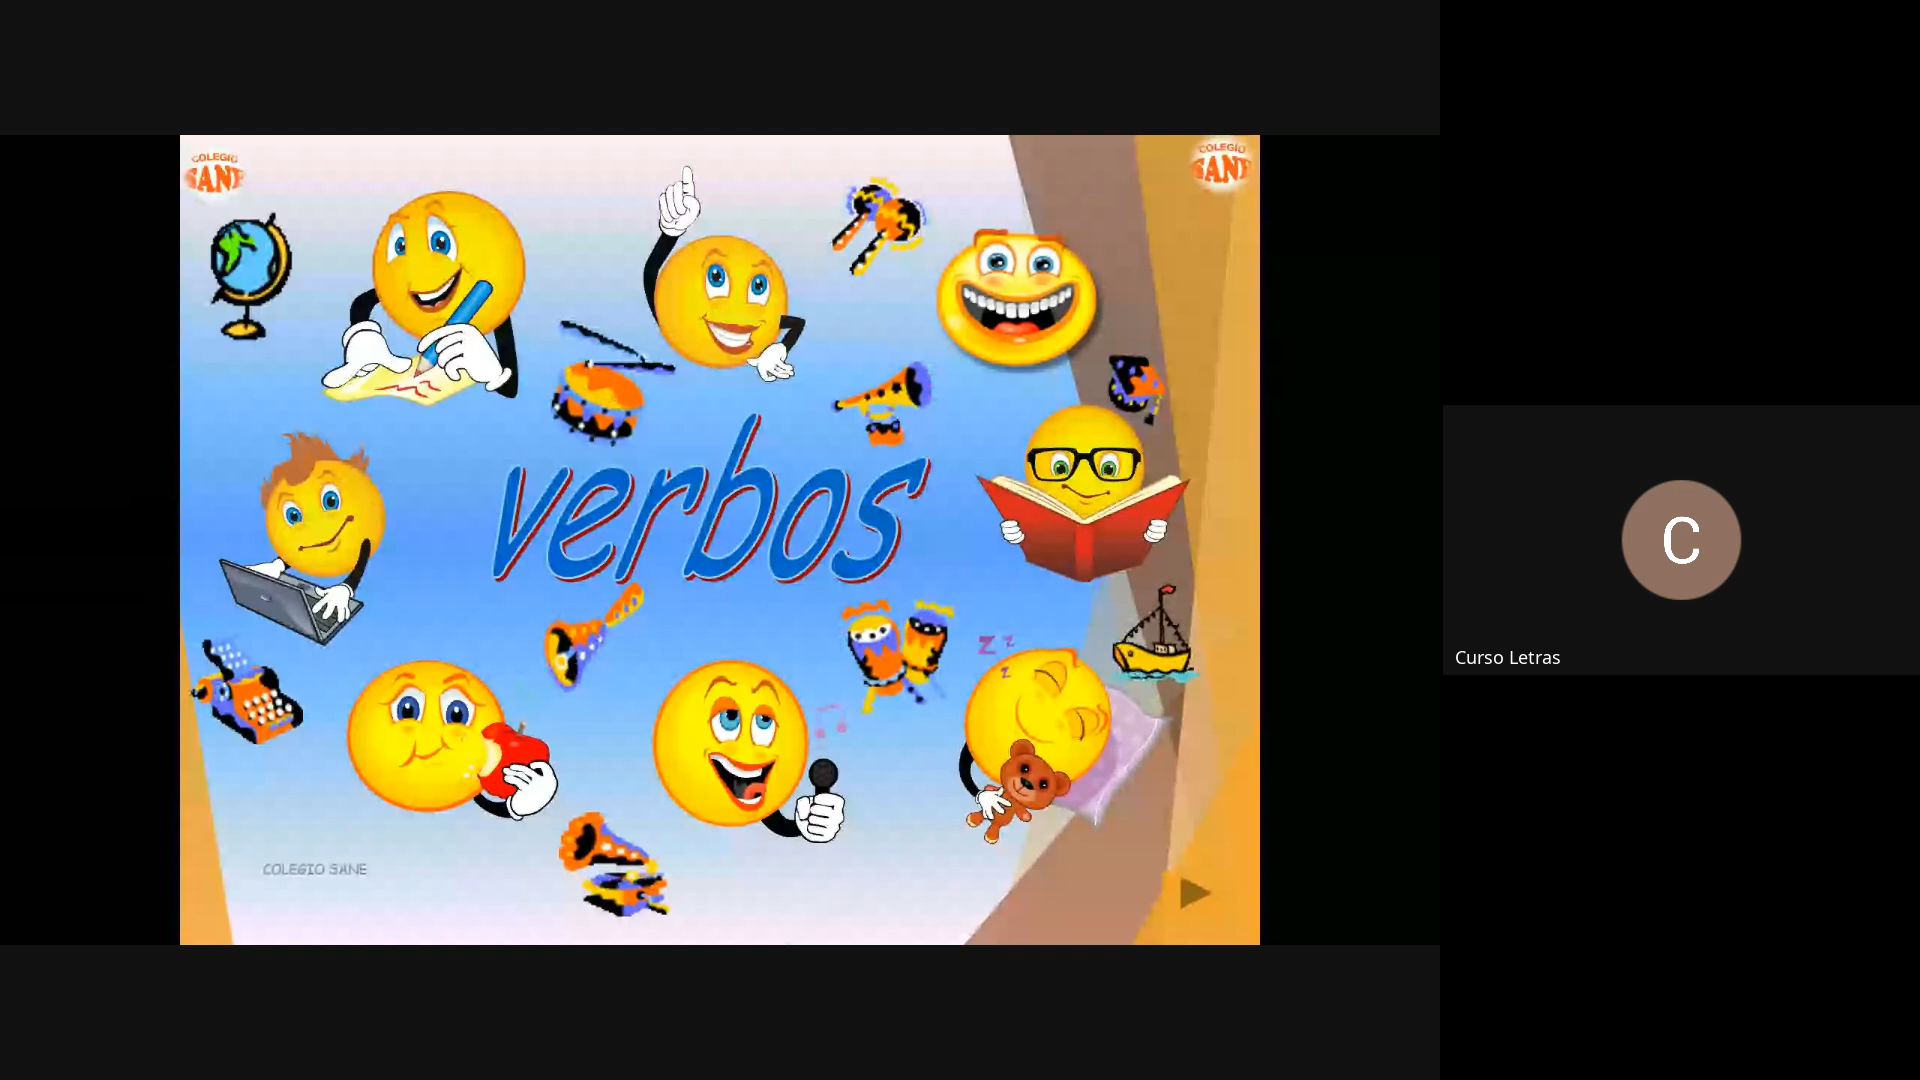 COLEGIO
SANE
COLEGIO
SANE
verbos
z z
z
COLEGIO SANE
C
Curso Letras